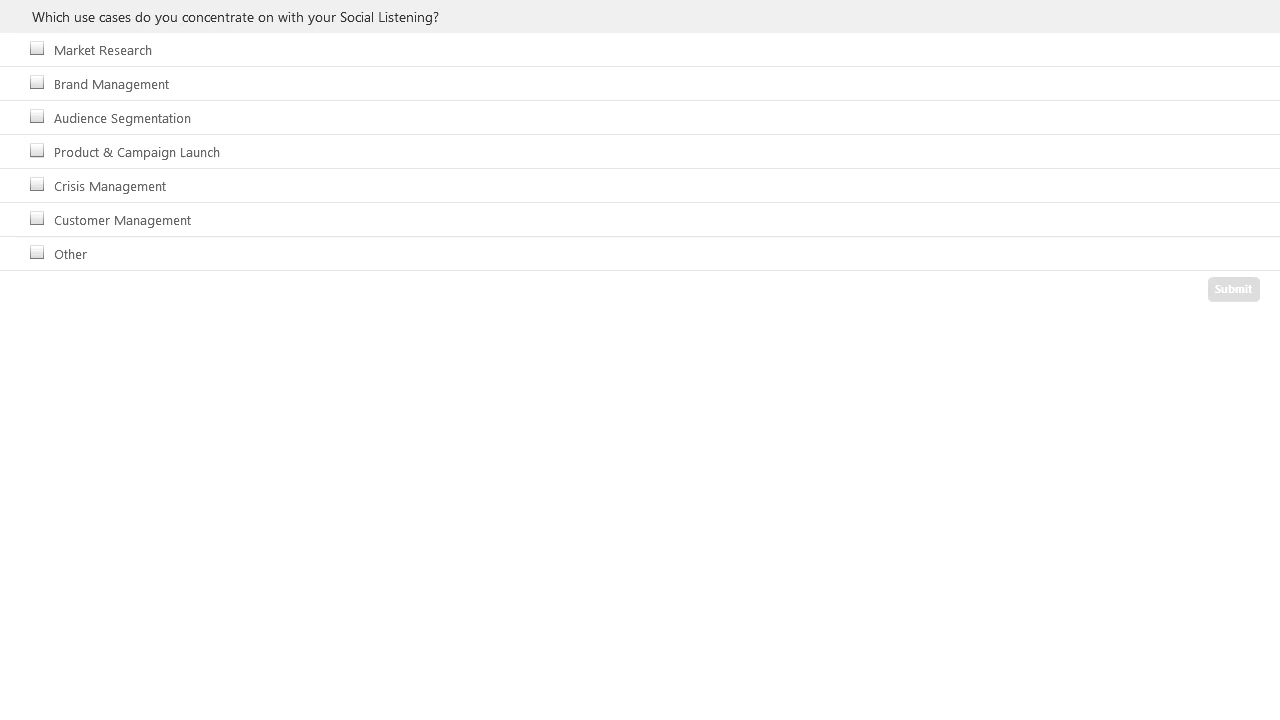 Which use cases do you concentrate on with your Social Listening?
Market Research
Brand Management
Audience Segmentation
Product & Campaign Launch
Crisis Management
Customer Management
Other
Submit